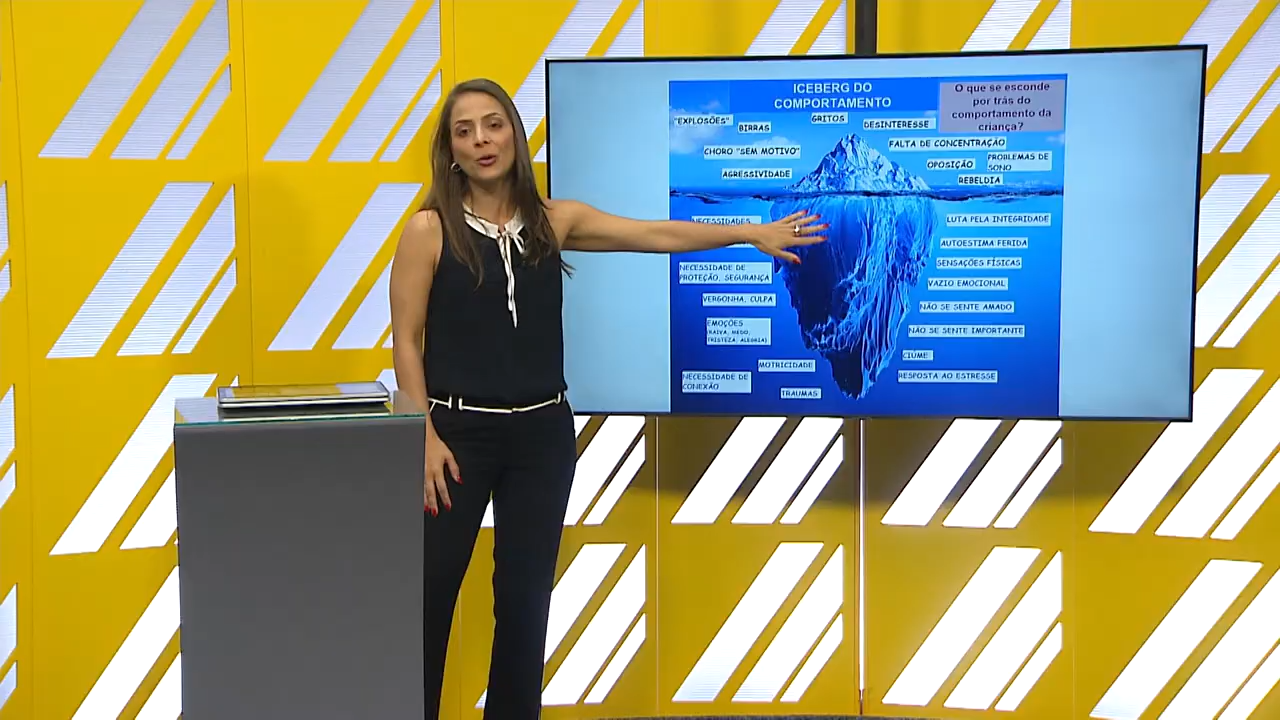 ICEBERG DO
COMPORTAMENTO
O que se esconde
por trás do
comportamento da
criança?
"EXPLOSÕES"
BIRRAS
GRITOS
DESINTERESSE
CHORO "SEM MOTIVO"
FALTA DE CONCENTRAÇÃO
AGRESSIVIDADE
OPOSIÇÃO
PROBLEMAS DE
SONO
REBELDIA
NECESSIDADES
LUTA PELA INTEGRIDADE
AUTOESTIMA FERIDA
NECESSIDADE DE
PROTEÇÃO, SEGURANÇA
SENSAÇÕES FÍSICAS
VAZIO EMOCIONAL
VERGONHA, CULPA
NÃO SE SENTE AMADO
EMOÇÕES
(RAIVA, MEDO,
TRISTEZA, ALEGRIA)
NÃO SE SENTE IMPORTANTE
CIÚME
MOTRICIDADE
RESPOSTA AO ESTRESSE
NECESSIDADE DE
CONEXÃO
TRAUMAS